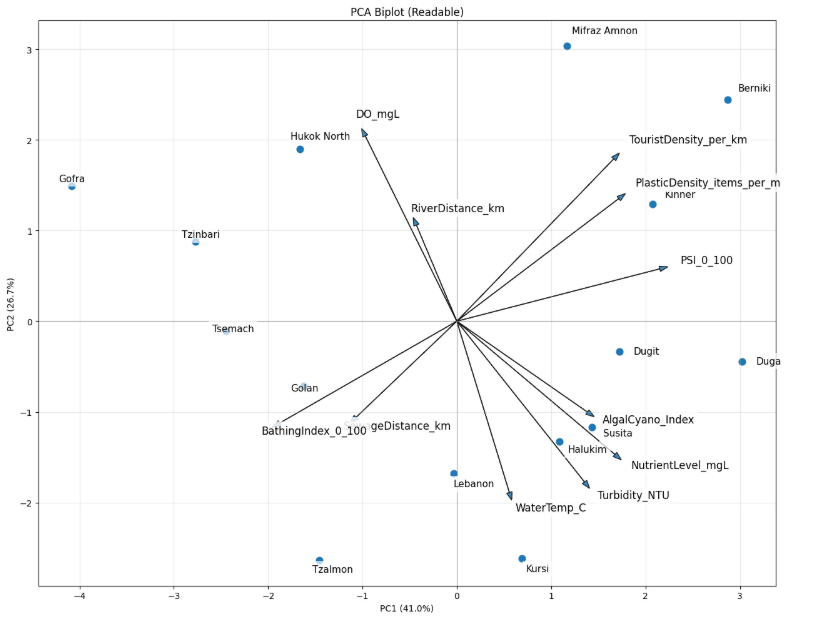 PCA Biplot (Readable)
Mifraz Amnon
Berniki
DO_mgL
Hukok North
TouristDensity_per_km
Gofra
PlasticDensity_items_per_m
Kinner
RiverDistance_km
Tzinbari
PSI_0_100
Tsemach
Dugit
Duga
Golan
BathingIndex_0_100
geDistance_km
AlgalCyano_Index
Susita
Halukim
NutrientLevel_mgL
Lebanon
Turbidity_NTU
WaterTemp_C
Tzalmon
Kursi
3
2
1
0
−1
−2
−4
−3
−2
−1
0
1
2
3
PC1 (41.0%)
PC2 (26.7%)